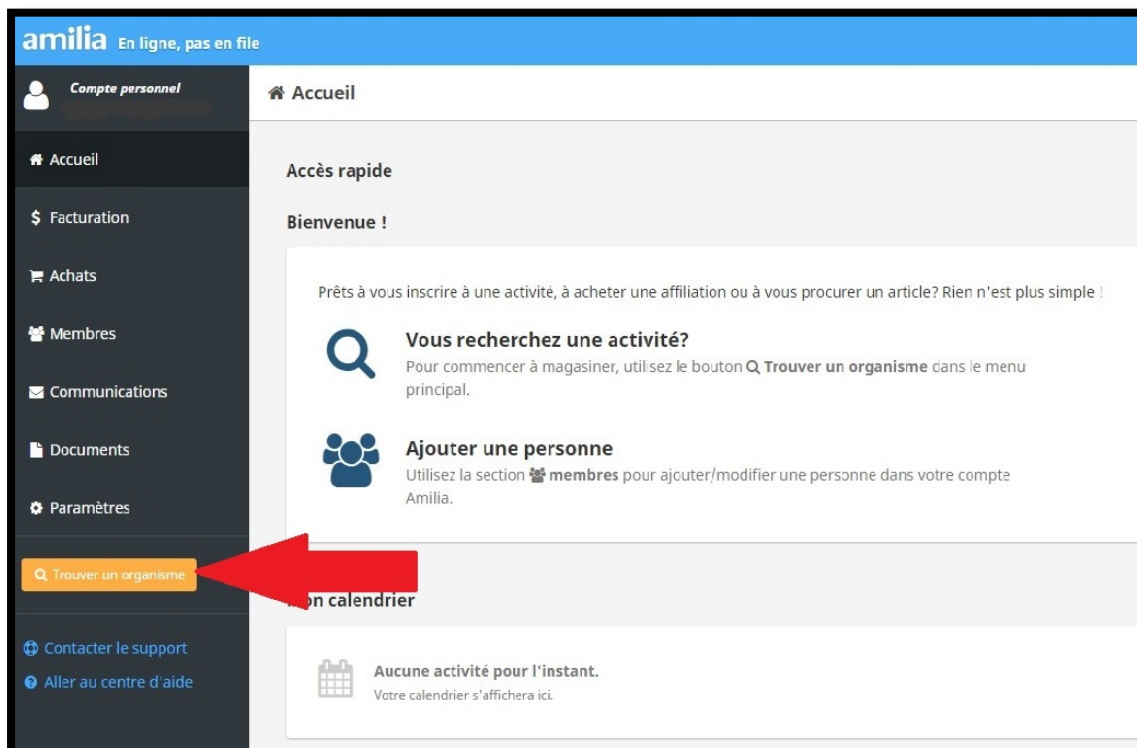 amilia En ligne, pas en file
Compte personnel
Accueil
Facturation
Achats
Membres
Communications
Documents
Paramètres
Trouver un organisme
Contacter le support
Aller au centre d'aide
Accueil
Accès rapide
Bienvenue !
Prêts à vous inscrire à une activité, à acheter une affiliation ou à vous procurer un article? Rien n'est plus simple !
Vous recherchez une activité?
Pour commencer à magasiner, utilisez le bouton Trouver un organisme dans le menu
principal.
Ajouter une personne
Utilisez la section membres pour ajouter/modifier une personne dans votre compte
Amilia.
calendrier
Aucune activité pour l'instant.
Votre calendrier s'affichera ici.